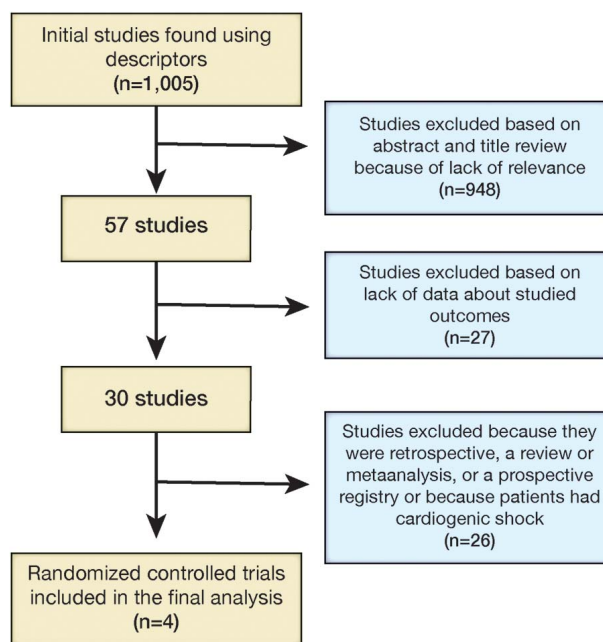 Initial studies found using
descriptors
(n=1,005)
Studies excluded based on
abstract and title review
because of lack of relevance
(n=948)
57 studies
Studies excluded based on
lack of data about studied
outcomes
(n=27)
30 studies
Studies excluded because they
were retrospective, a review or
metaanalysis, or a prospective
registry or because patients had
cardiogenic shock
(n=26)
Randomized controlled trials
included in the final analysis
(n=4)